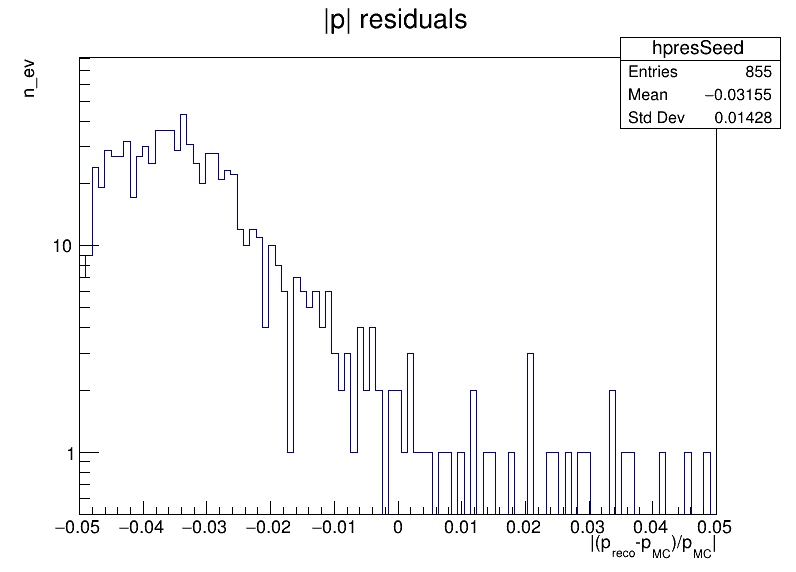 |p| residuals
hpresSeed
Entries 855
Mean −0.03155
Std Dev 0.01428
n_ev
10
1
−0.05 −0.04 −0.03 −0.02 −0.01 0 0.01 0.02 0.03 0.04 0.05
|(p_reco-p_MC)/p_MC|